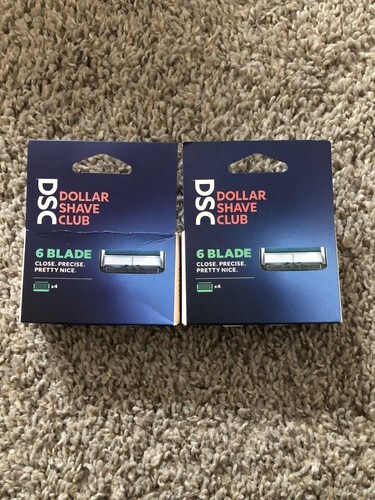 DSC
DOLLAR
SHAVE
CLUB
6 BLADE
CLOSE. PRECISE.
PRETTY NICE.
x4
DSC
DOLLAR
SHAVE
CLUB
6 BLADE
CLOSE. PRECISE.
PRETTY NICE.
x4